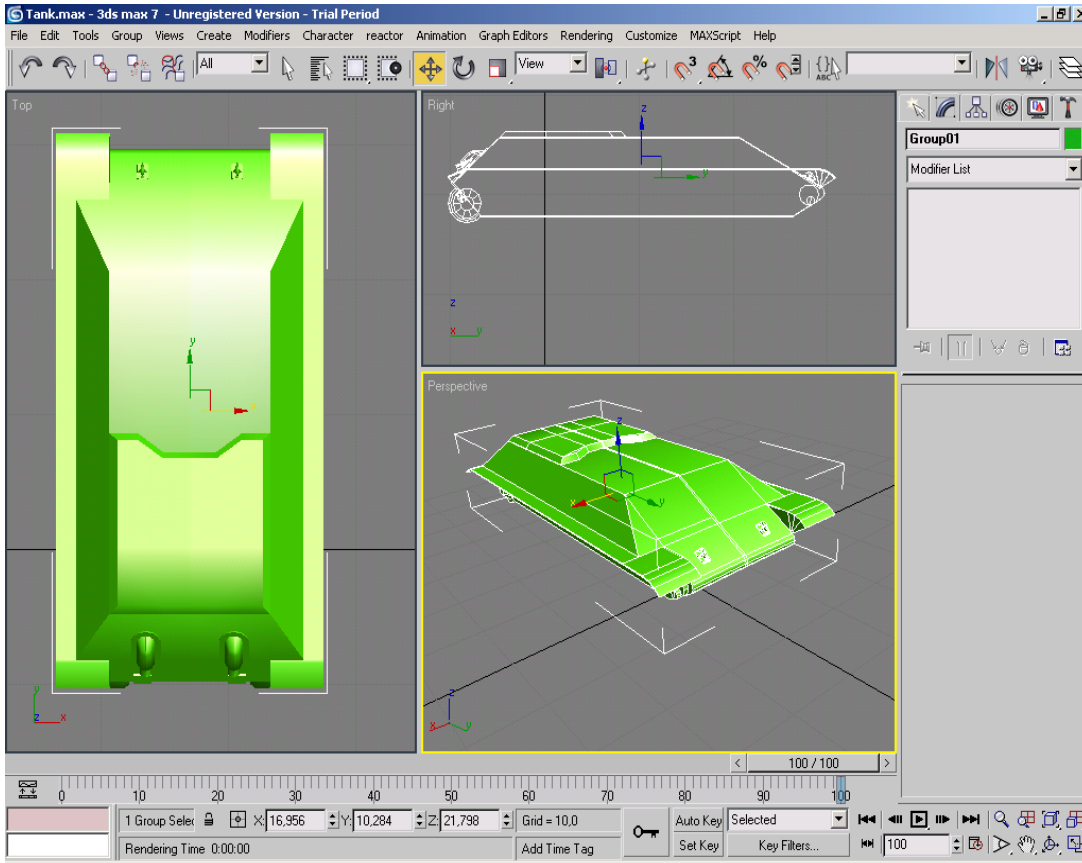 Tank.max - 3ds max 7 - Unregistered Version - Trial Period
File Edit Tools Group Views Create Modifiers Character reactor Animation Graph Editors Rendering Customize MAXScript Help
All View 3 % ABC
Top
Right
Group01
Modifier List
z
y
z
x y
Perspective
y
x
z
x y
y
z x
z
x y
100 / 100
0 10 20 30 40 50 60 70 80 90 100
1 Group Selec X: 16,956 Y: 10,284 Z: 21,798 Grid = 10,0 Auto Key Selected
Rendering Time 0:00:00 Add Time Tag Set Key Key Filters... 100